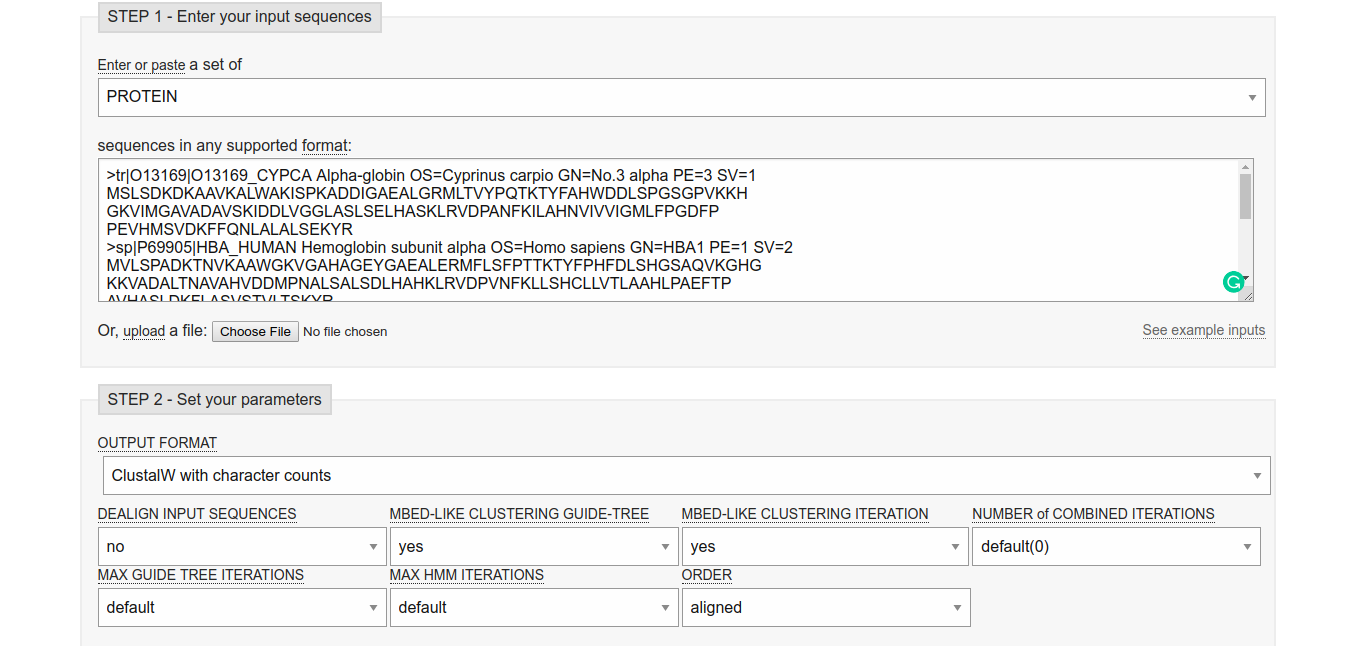 STEP 1 - Enter your input sequences
Enter or paste a set of
PROTEIN
sequences in any supported format:
>tr|O13169|O13169_CYPCA Alpha-globin OS=Cyprinus carpio GN=No.3 alpha PE=3 SV=1
MSLSDKDKAAVKALWAKISPKADDIGAEALGRMLTVYPQTKTYFAHWDDLSPGSGPVKKH
GKVIMGAVADAVSKIDDLVGGLASLSELHASKLRVDPANFKILAHNVIVVIGMLFPGDFP
PEVHMSVDKFFQNLALALSEKYR
>sp|P69905|HBA_HUMAN Hemoglobin subunit alpha OS=Homo sapiens GN=HBA1 PE=1 SV=2
MVLSPADKTNVKAAWGKVGAHAGEYGAEALERMFLSFPTTKTYFPHFDLSHGSAQVKGHG
KKVADALTNAVAHVDDMPNALSALSDLHAHKLRVDPVNFKLLSHCLLVTLAAHLPAEFTP
AVHASLDKFLASVSTVLTSKYR
Or, upload a file: Choose File No file chosen
See example inputs
STEP 2 - Set your parameters
OUTPUT FORMAT
ClustalW with character counts
DEALIGN INPUT SEQUENCES MBED-LIKE CLUSTERING GUIDE-TREE MBED-LIKE CLUSTERING ITERATION NUMBER of COMBINED ITERATIONS
no yes yes default(0)
MAX GUIDE TREE ITERATIONS MAX HMM ITERATIONS ORDER
default default aligned